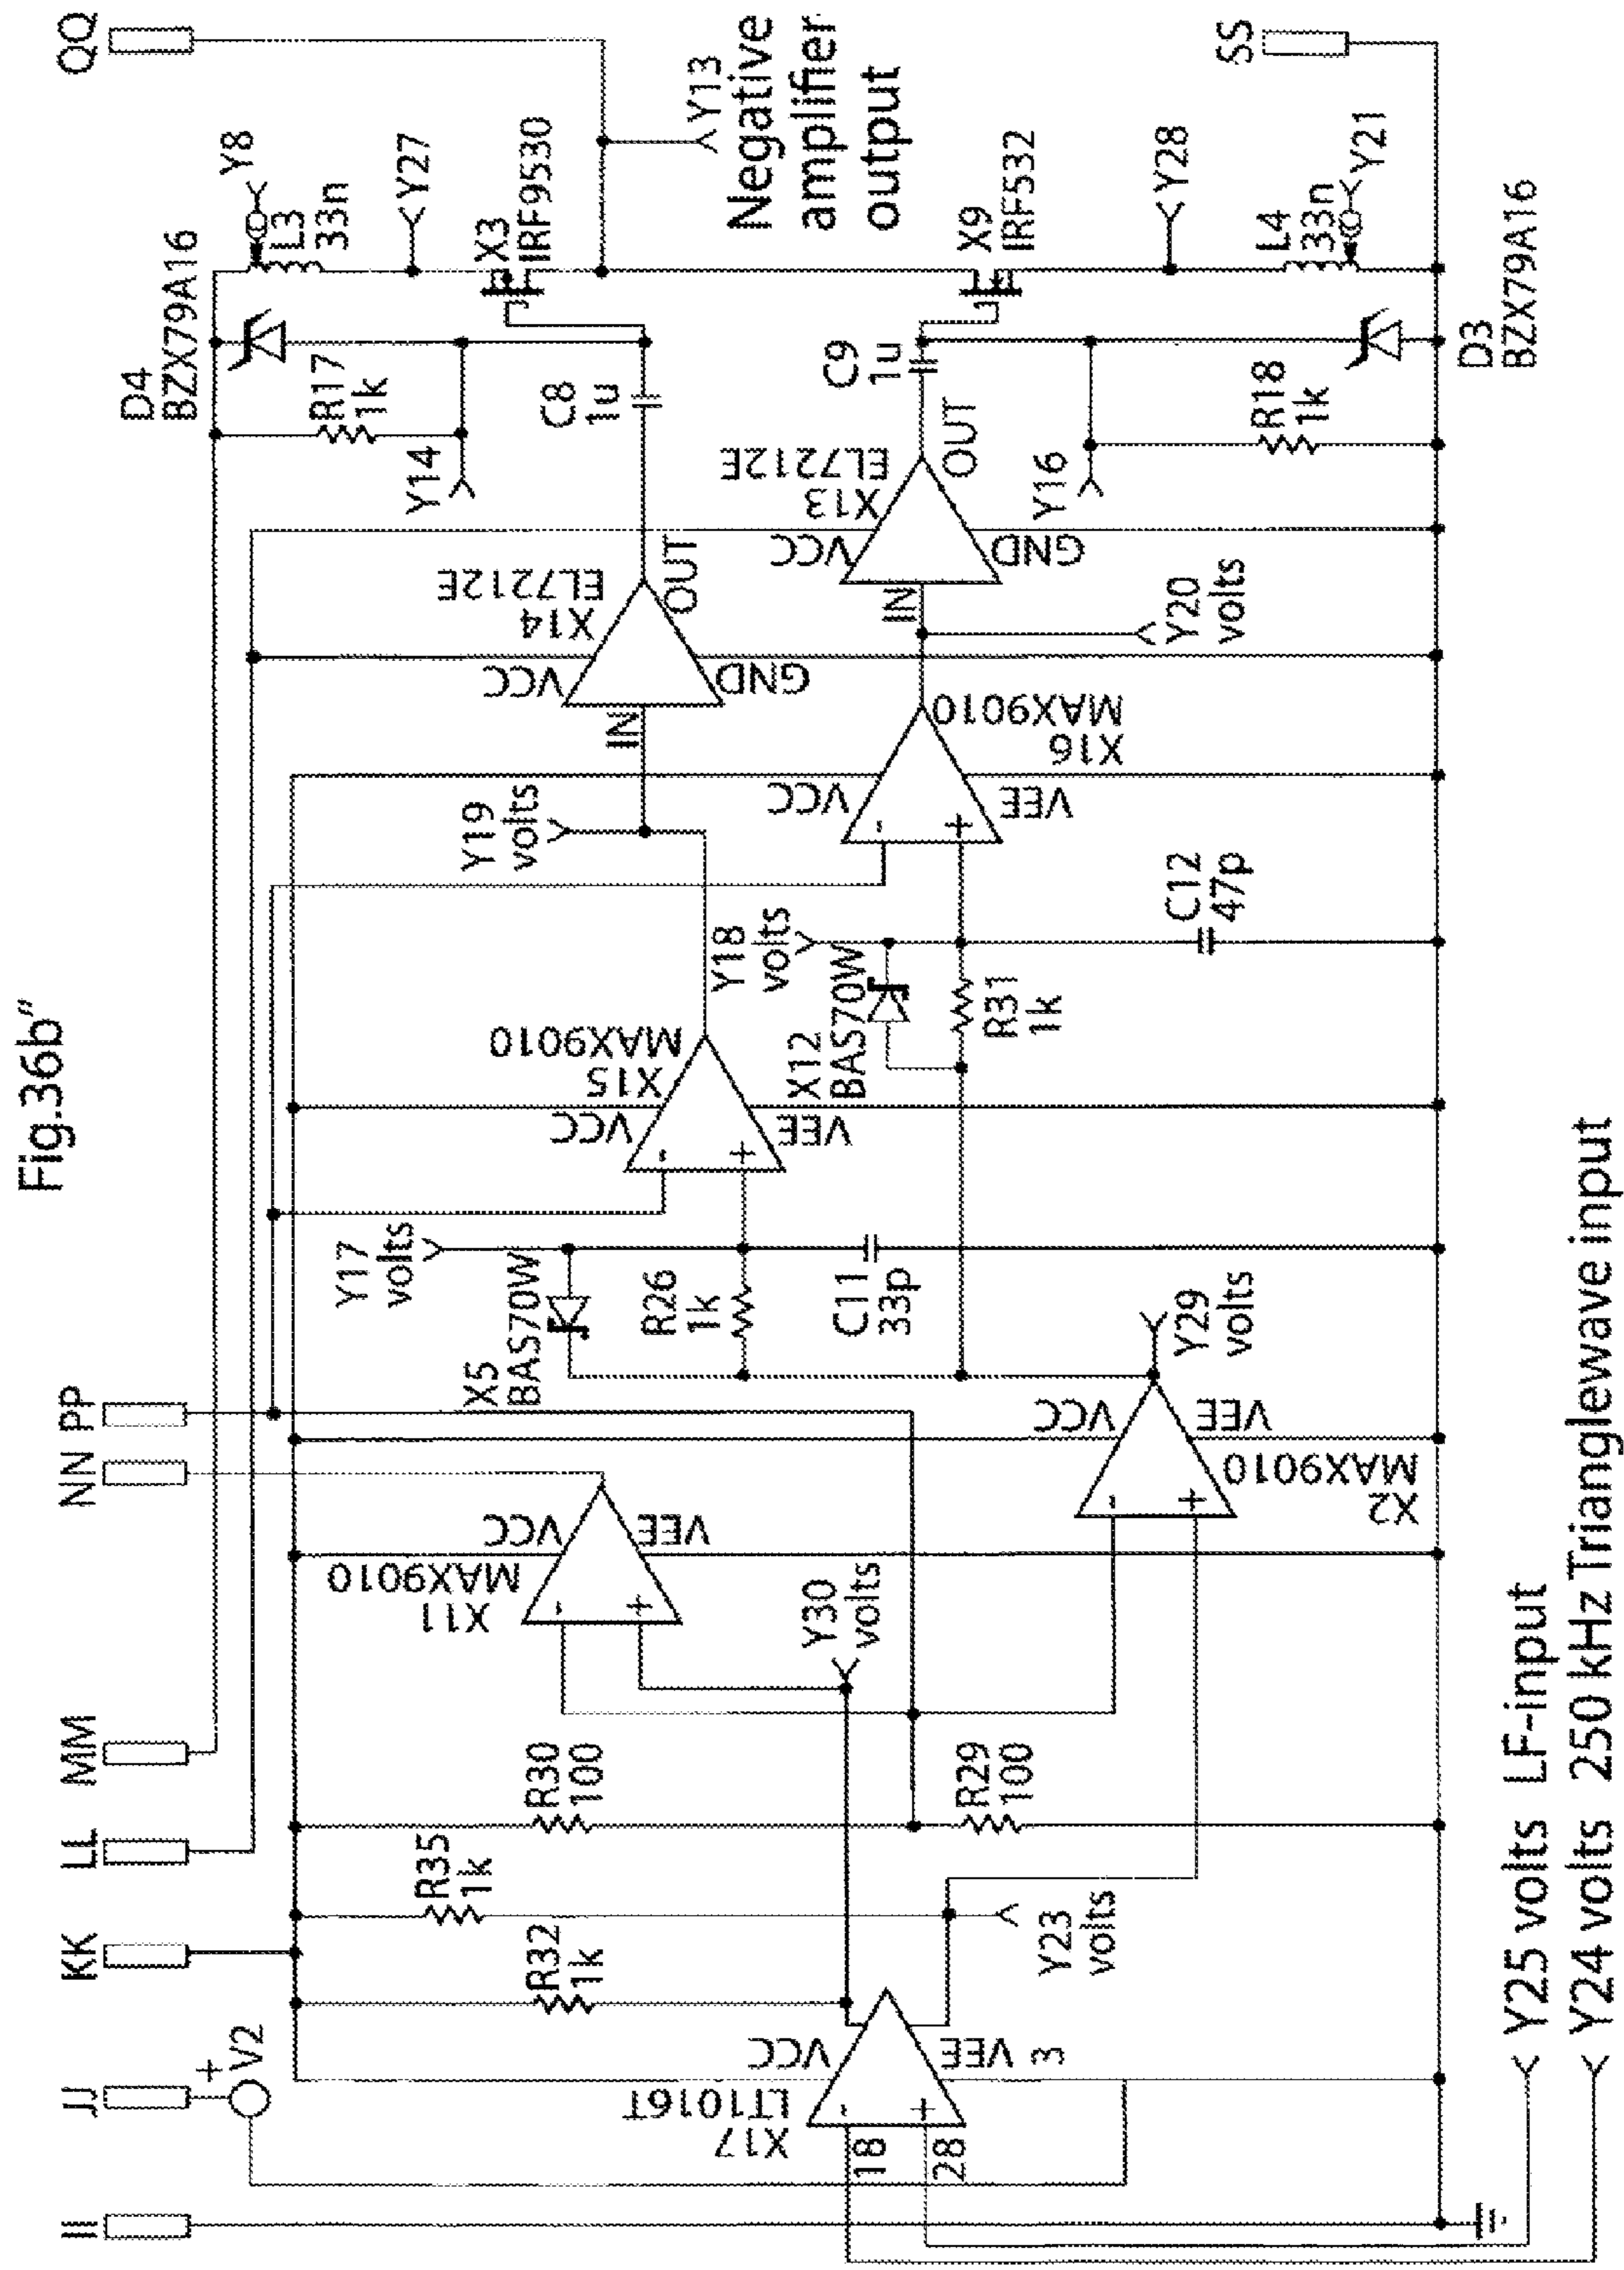 Fig.36b"
II
JJ
KK
LL
MM
NN
PP
QQ
+
V2
R32
1k
R35
1k
R30
100
R29
100
X17
LT1016T
VCC
VEE
3
18
28
-
+
Y23
volts
Y30
volts
X11
MAX9010
VCC
VEE
-
+
X2
MAX9010
VCC
VEE
-
+
Y29
volts
X5
BAS70W
R26
1k
C11
33p
Y17
volts
X15
MAX9010
VCC
VEE
-
+
X12
BAS70W
R31
1k
Y18
volts
C12
47p
X16
MAX9010
VCC
VEE
-
+
Y19
volts
Y20
volts
X14
EL7212E
VCC
GND
IN
OUT
X13
EL7212E
VCC
GND
IN
OUT
C8
1u
C9
1u
Y14
R17
1k
D4
BZX79A16
Y16
R18
1k
D3
BZX79A16
Y8
L3
33n
Y27
X3
IRF9530
Y13
Negative
amplifier
output
X9
IRF532
Y28
L4
33n
Y21
SS
Y25 volts LF-input
Y24 volts 250 kHz Trianglewave input